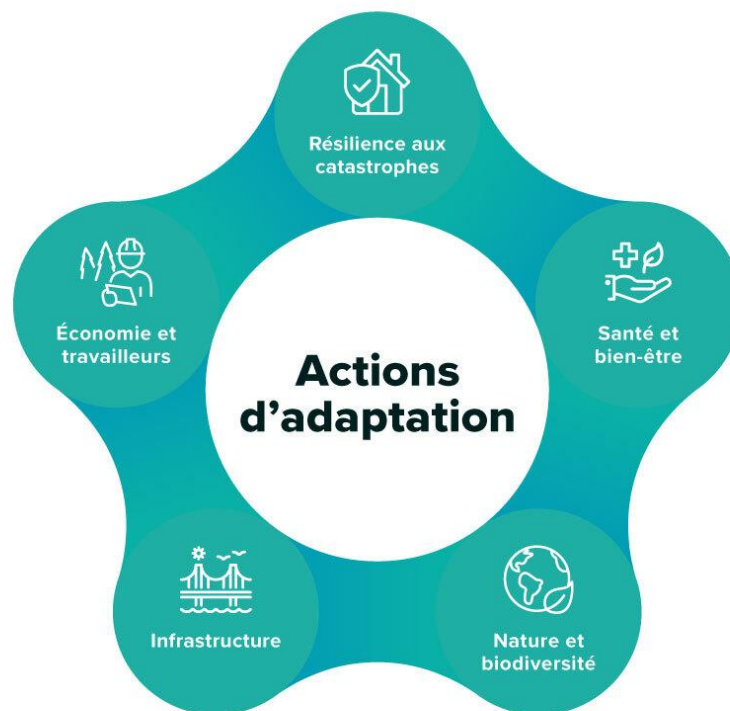 Résilience aux
catastrophes
Économie et
travailleurs
Santé et
bien-être
Actions
d’adaptation
Infrastructure
Nature et
biodiversité